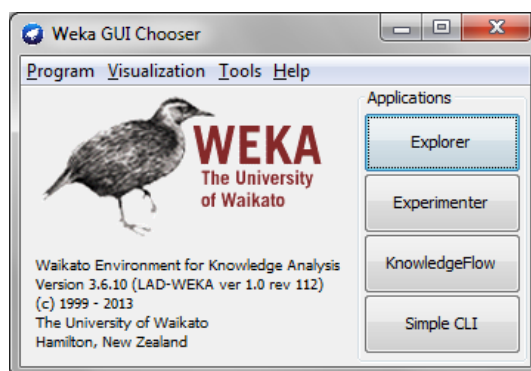 Weka GUI Chooser
Program Visualization Tools Help
WEKA
The University
of Waikato
Waikato Environment for Knowledge Analysis
Version 3.6.10 (LAD-WEKA ver 1.0 rev 112)
(c) 1999 - 2013
The University of Waikato
Hamilton, New Zealand
Applications
Explorer
Experimenter
KnowledgeFlow
Simple CLI